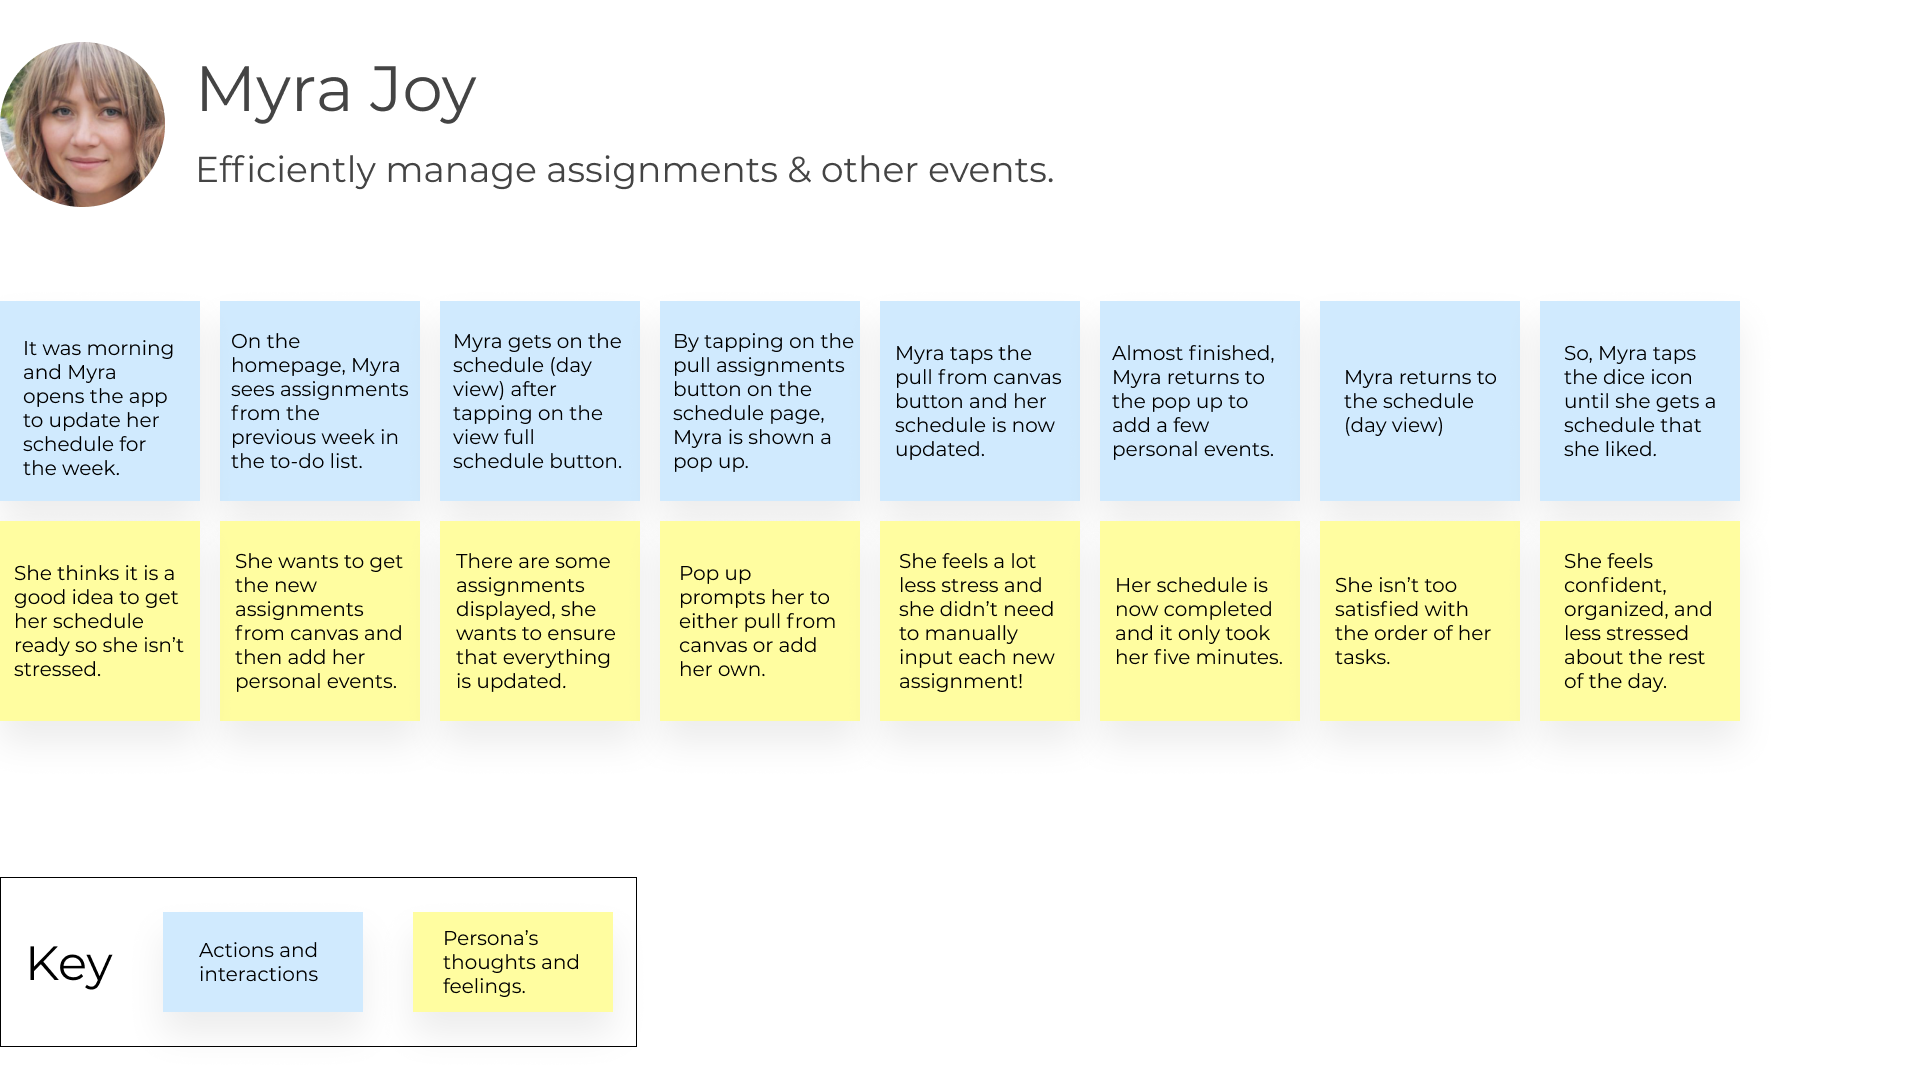 Myra Joy
Efficiently manage assignments & other events.
It was morning
and Myra
opens the app
to update her
schedule for
the week.
On the
homepage, Myra
sees assignments
from the
previous week in
the to-do list.
Myra gets on the
schedule (day
view) after
tapping on the
view full
schedule button.
By tapping on the
pull assignments
button on the
schedule page,
Myra is shown a
pop up.
Myra taps the
pull from canvas
button and her
schedule is now
updated.
Almost finished,
Myra returns to
the pop up to
add a few
personal events.
Myra returns to
the schedule
(day view)
So, Myra taps
the dice icon
until she gets a
schedule that
she liked.
She thinks it is a
good idea to get
her schedule
ready so she isn’t
stressed.
She wants to get
the new
assignments
from canvas and
then add her
personal events.
There are some
assignments
displayed, she
wants to ensure
that everything
is updated.
Pop up
prompts her to
either pull from
canvas or add
her own.
She feels a lot
less stress and
she didn’t need
to manually
input each new
assignment!
Her schedule is
now completed
and it only took
her five minutes.
She isn’t too
satisfied with
the order of her
tasks.
She feels
confident,
organized, and
less stressed
about the rest
of the day.
Key
Actions and
interactions
Persona’s
thoughts and
feelings.